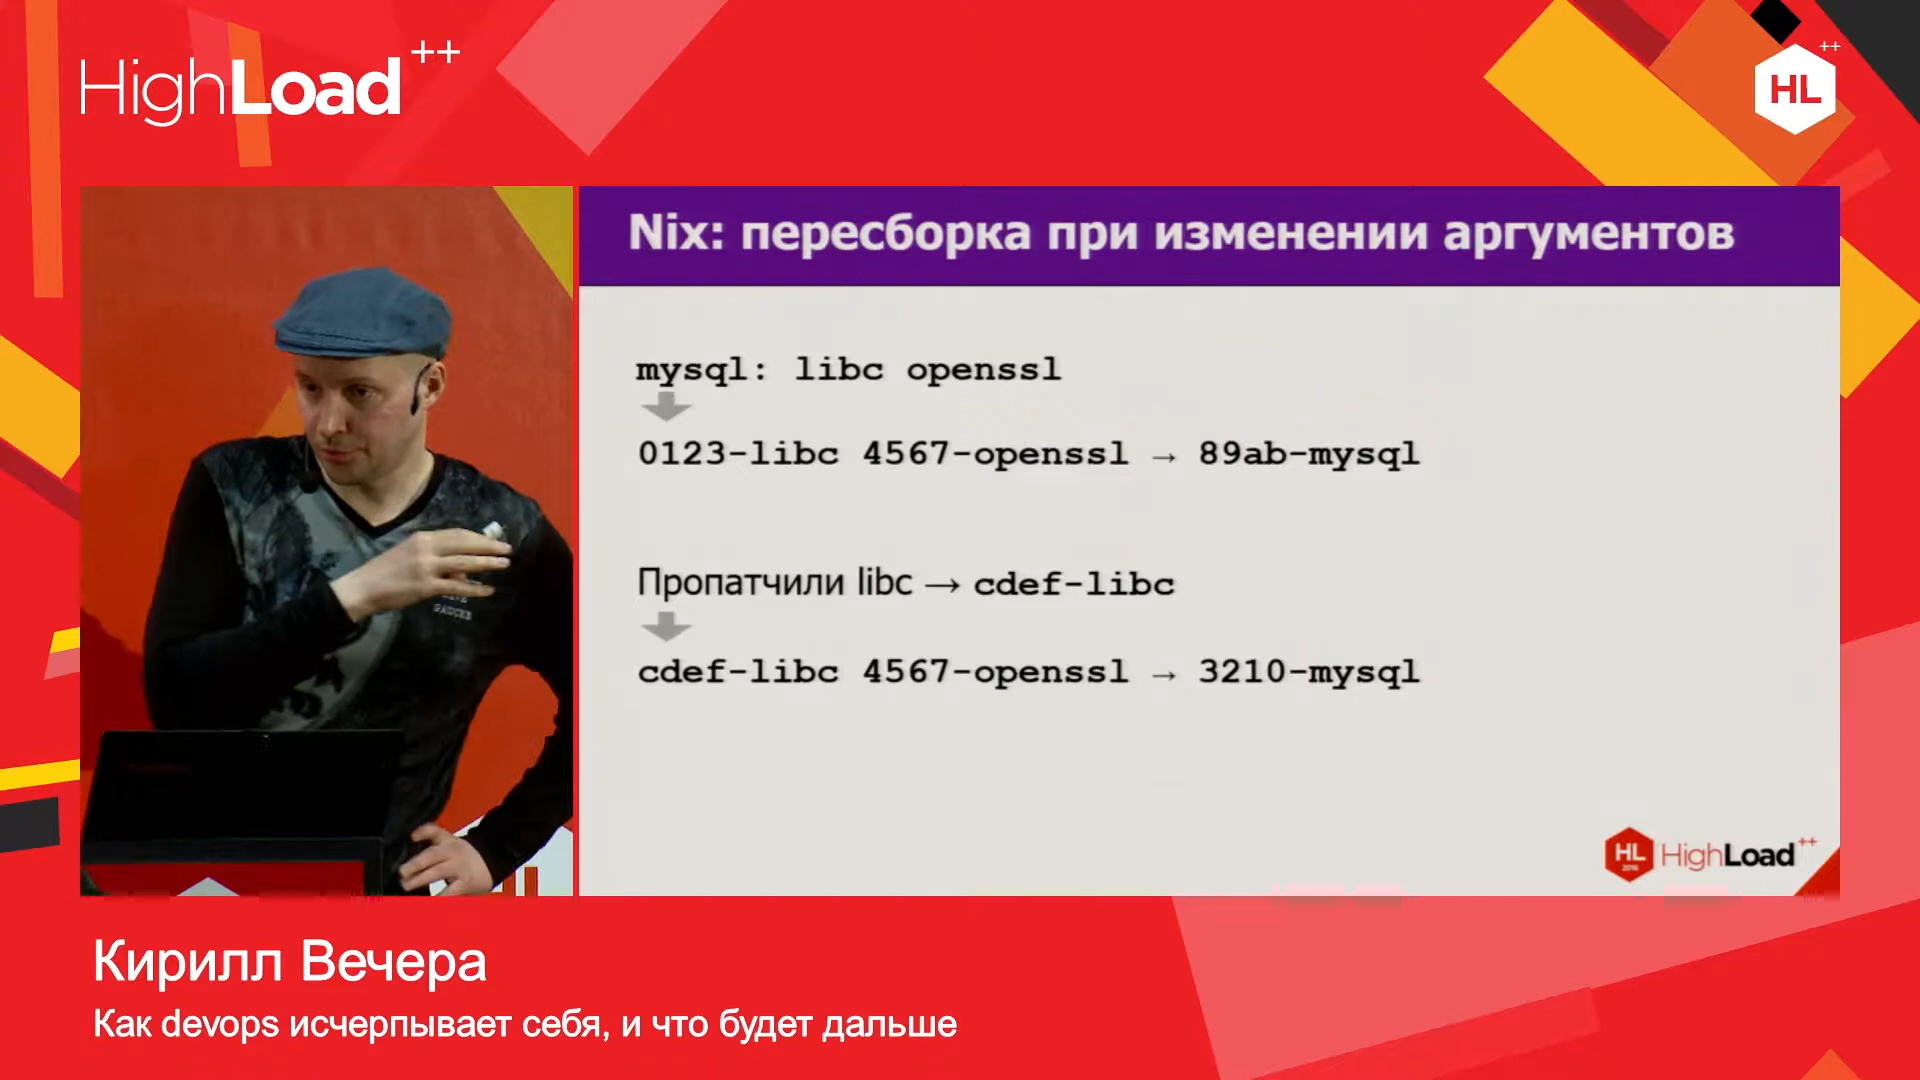 HighLoad++
HL++
Nix: пересборка при изменении аргументов
mysql: libc openssl
0123-libc 4567-openssl → 89ab-mysql
Пропатчили libc → cdef-libc
cdef-libc 4567-openssl → 3210-mysql
HL
2016
HighLoad++
Кирилл Вечера
Как devops исчерпывает себя, и что будет дальше